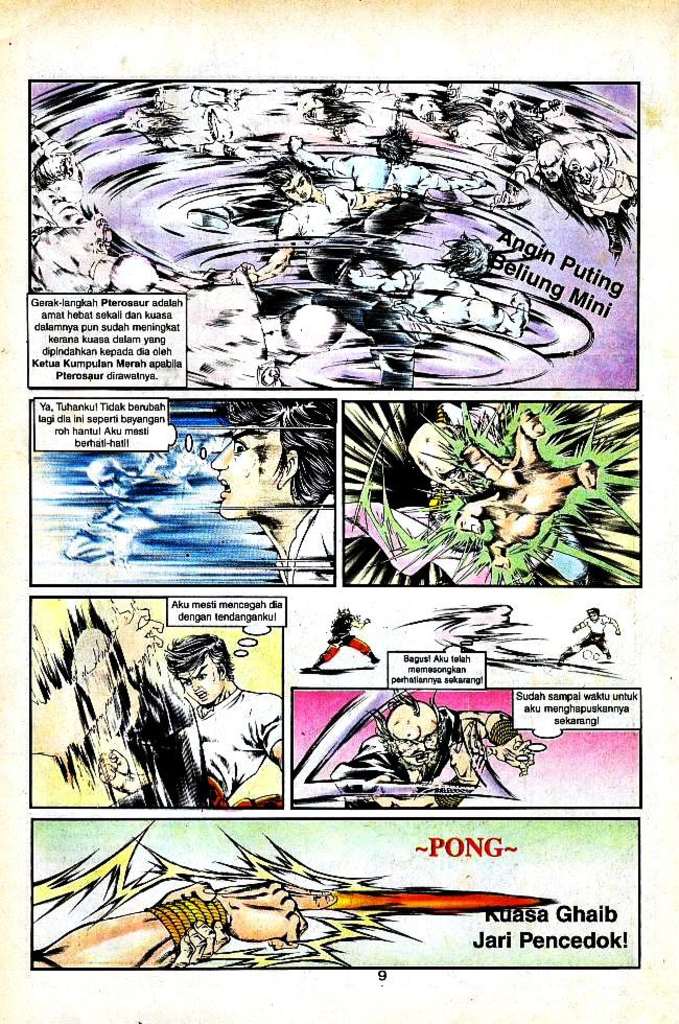 Angin Puting
Beliung Mini
Gerak-langkah Pterosaur adalah
amat hebat sekali dan kuasa
dalamnya pun sudah meningkat
kerana kuasa dalam yang
dipindahkan kepada dia oleh
Ketua Kumpulan Merah apabila
Pterosaur dirawatnya.
Ya, Tuhanku! Tidak berubah
lagi dia ini seperti bayangan
roh hantu! Aku mesti
berhati-hati!
Aku mesti mencegah dia
dengan tendanganku!
Bagus! Aku telah
memesongkan
perhatiannya sekarang!
Sudah sampai waktu untuk
aku menghapuskannya
sekarang!
~PONG~
Kuasa Ghaib
Jari Pencedok!
9